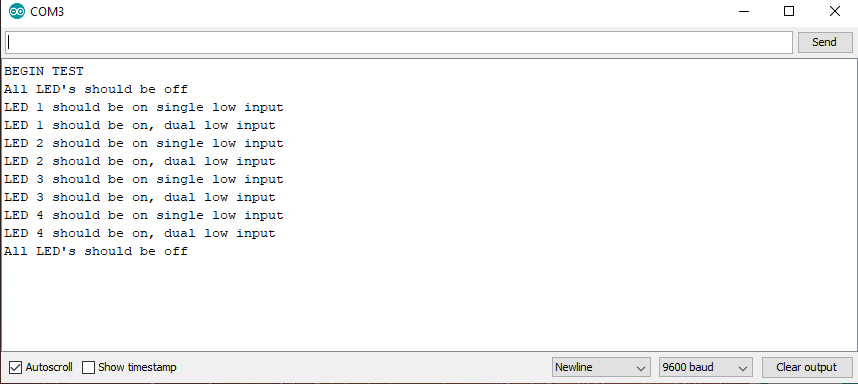 COM3
Send
BEGIN TEST
All LED's should be off
LED 1 should be on single low input
LED 1 should be on, dual low input
LED 2 should be on single low input
LED 2 should be on, dual low input
LED 3 should be on single low input
LED 3 should be on, dual low input
LED 4 should be on single low input
LED 4 should be on, dual low input
All LED's should be off
Autoscroll Show timestamp Newline 9600 baud Clear output